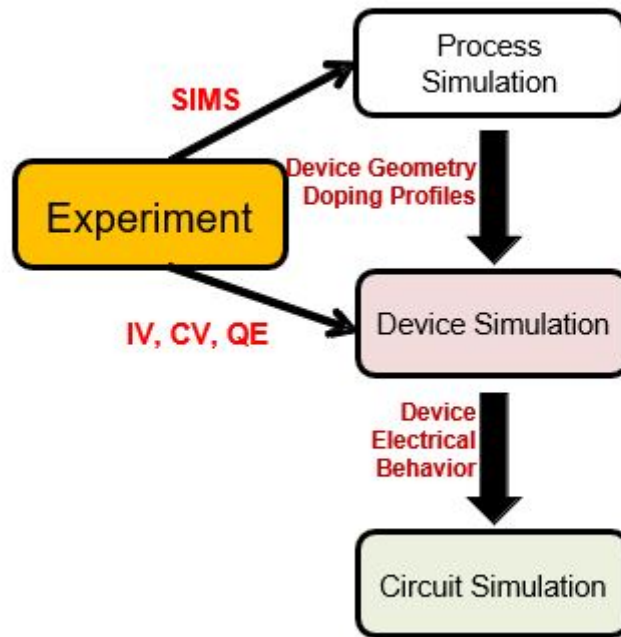 Process
Simulation
SIMS
Device Geometry
Doping Profiles
Experiment
Device Simulation
IV, CV, QE
Device
Electrical
Behavior
Circuit Simulation